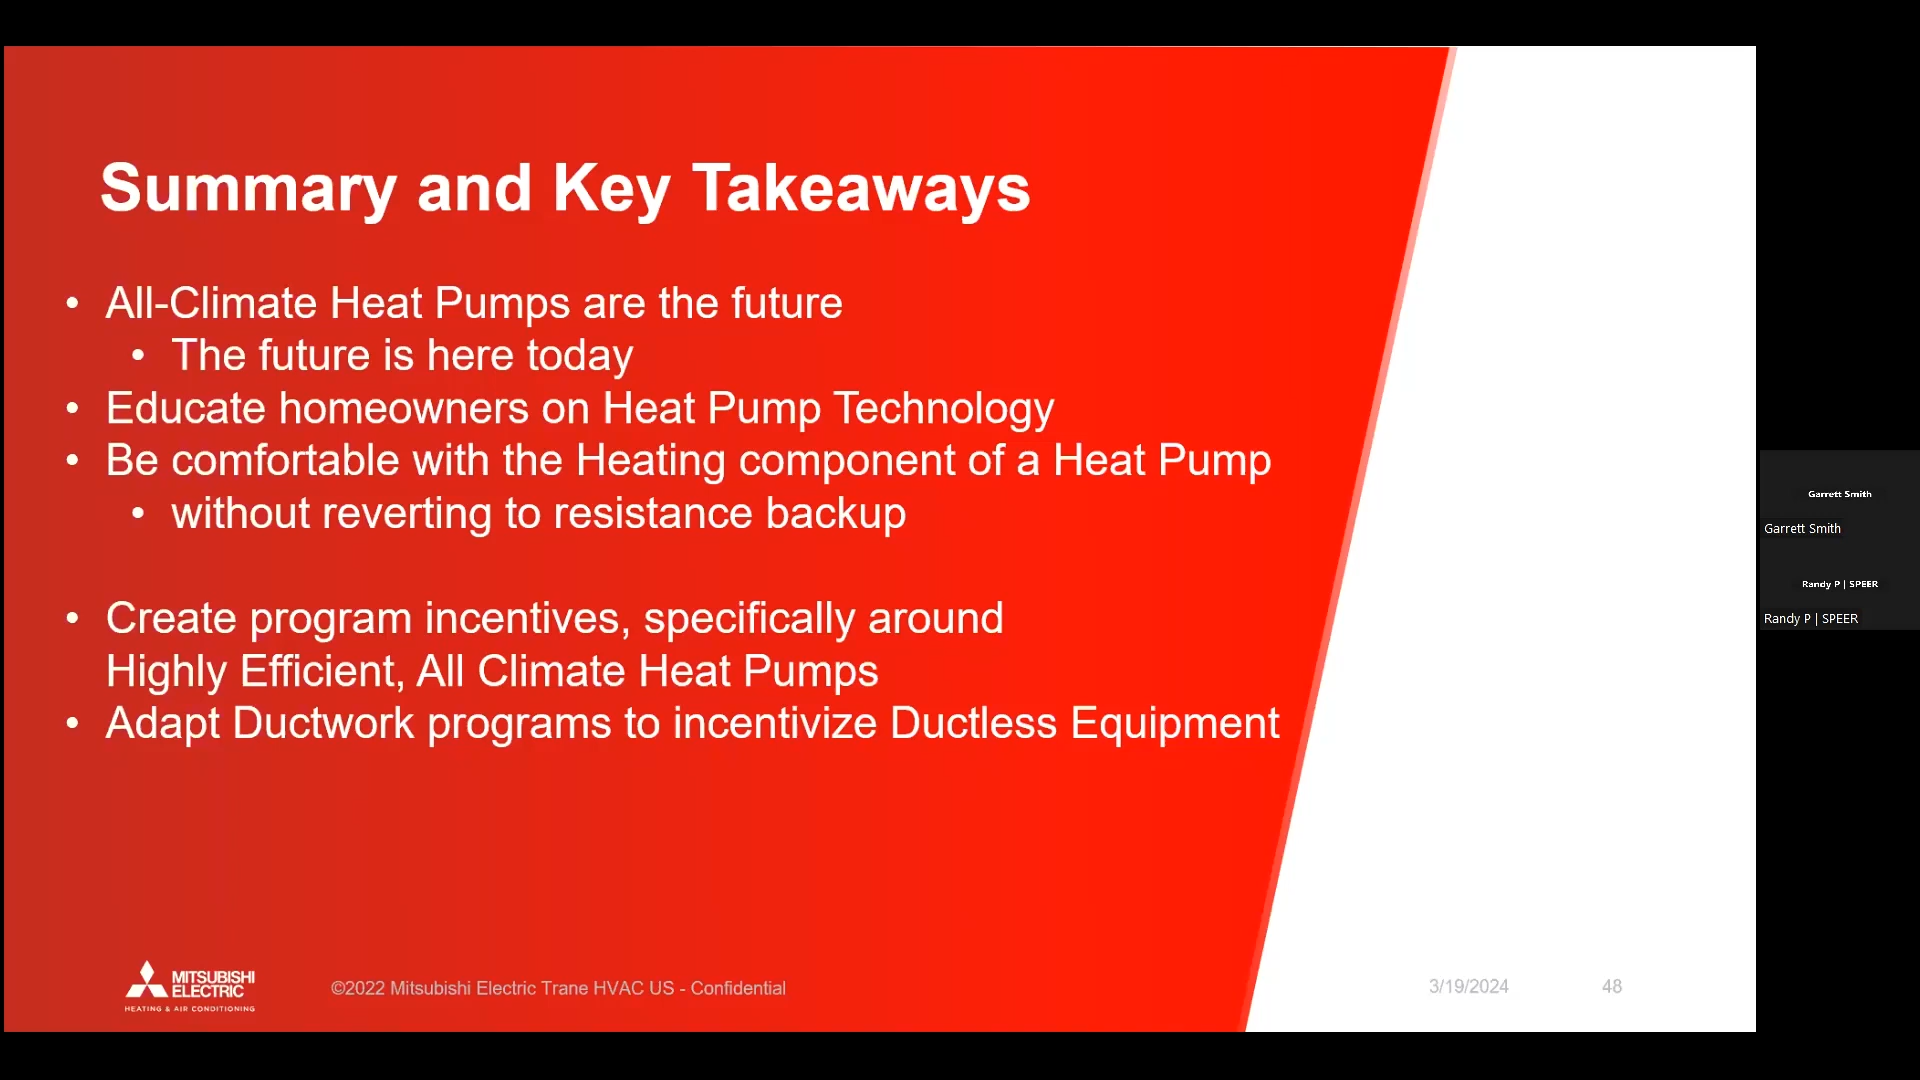 Summary and Key Takeaways
• All-Climate Heat Pumps are the future
• The future is here today
• Educate homeowners on Heat Pump Technology
• Be comfortable with the Heating component of a Heat Pump
• without reverting to resistance backup
• Create program incentives, specifically around
Highly Efficient, All Climate Heat Pumps
• Adapt Ductwork programs to incentivize Ductless Equipment
MITSUBISHI
ELECTRIC
HEATING & AIR CONDITIONING
©2022 Mitsubishi Electric Trane HVAC US - Confidential
3/19/2024
48
Garrett Smith
Garrett Smith
Randy P | SPEER
Randy P | SPEER